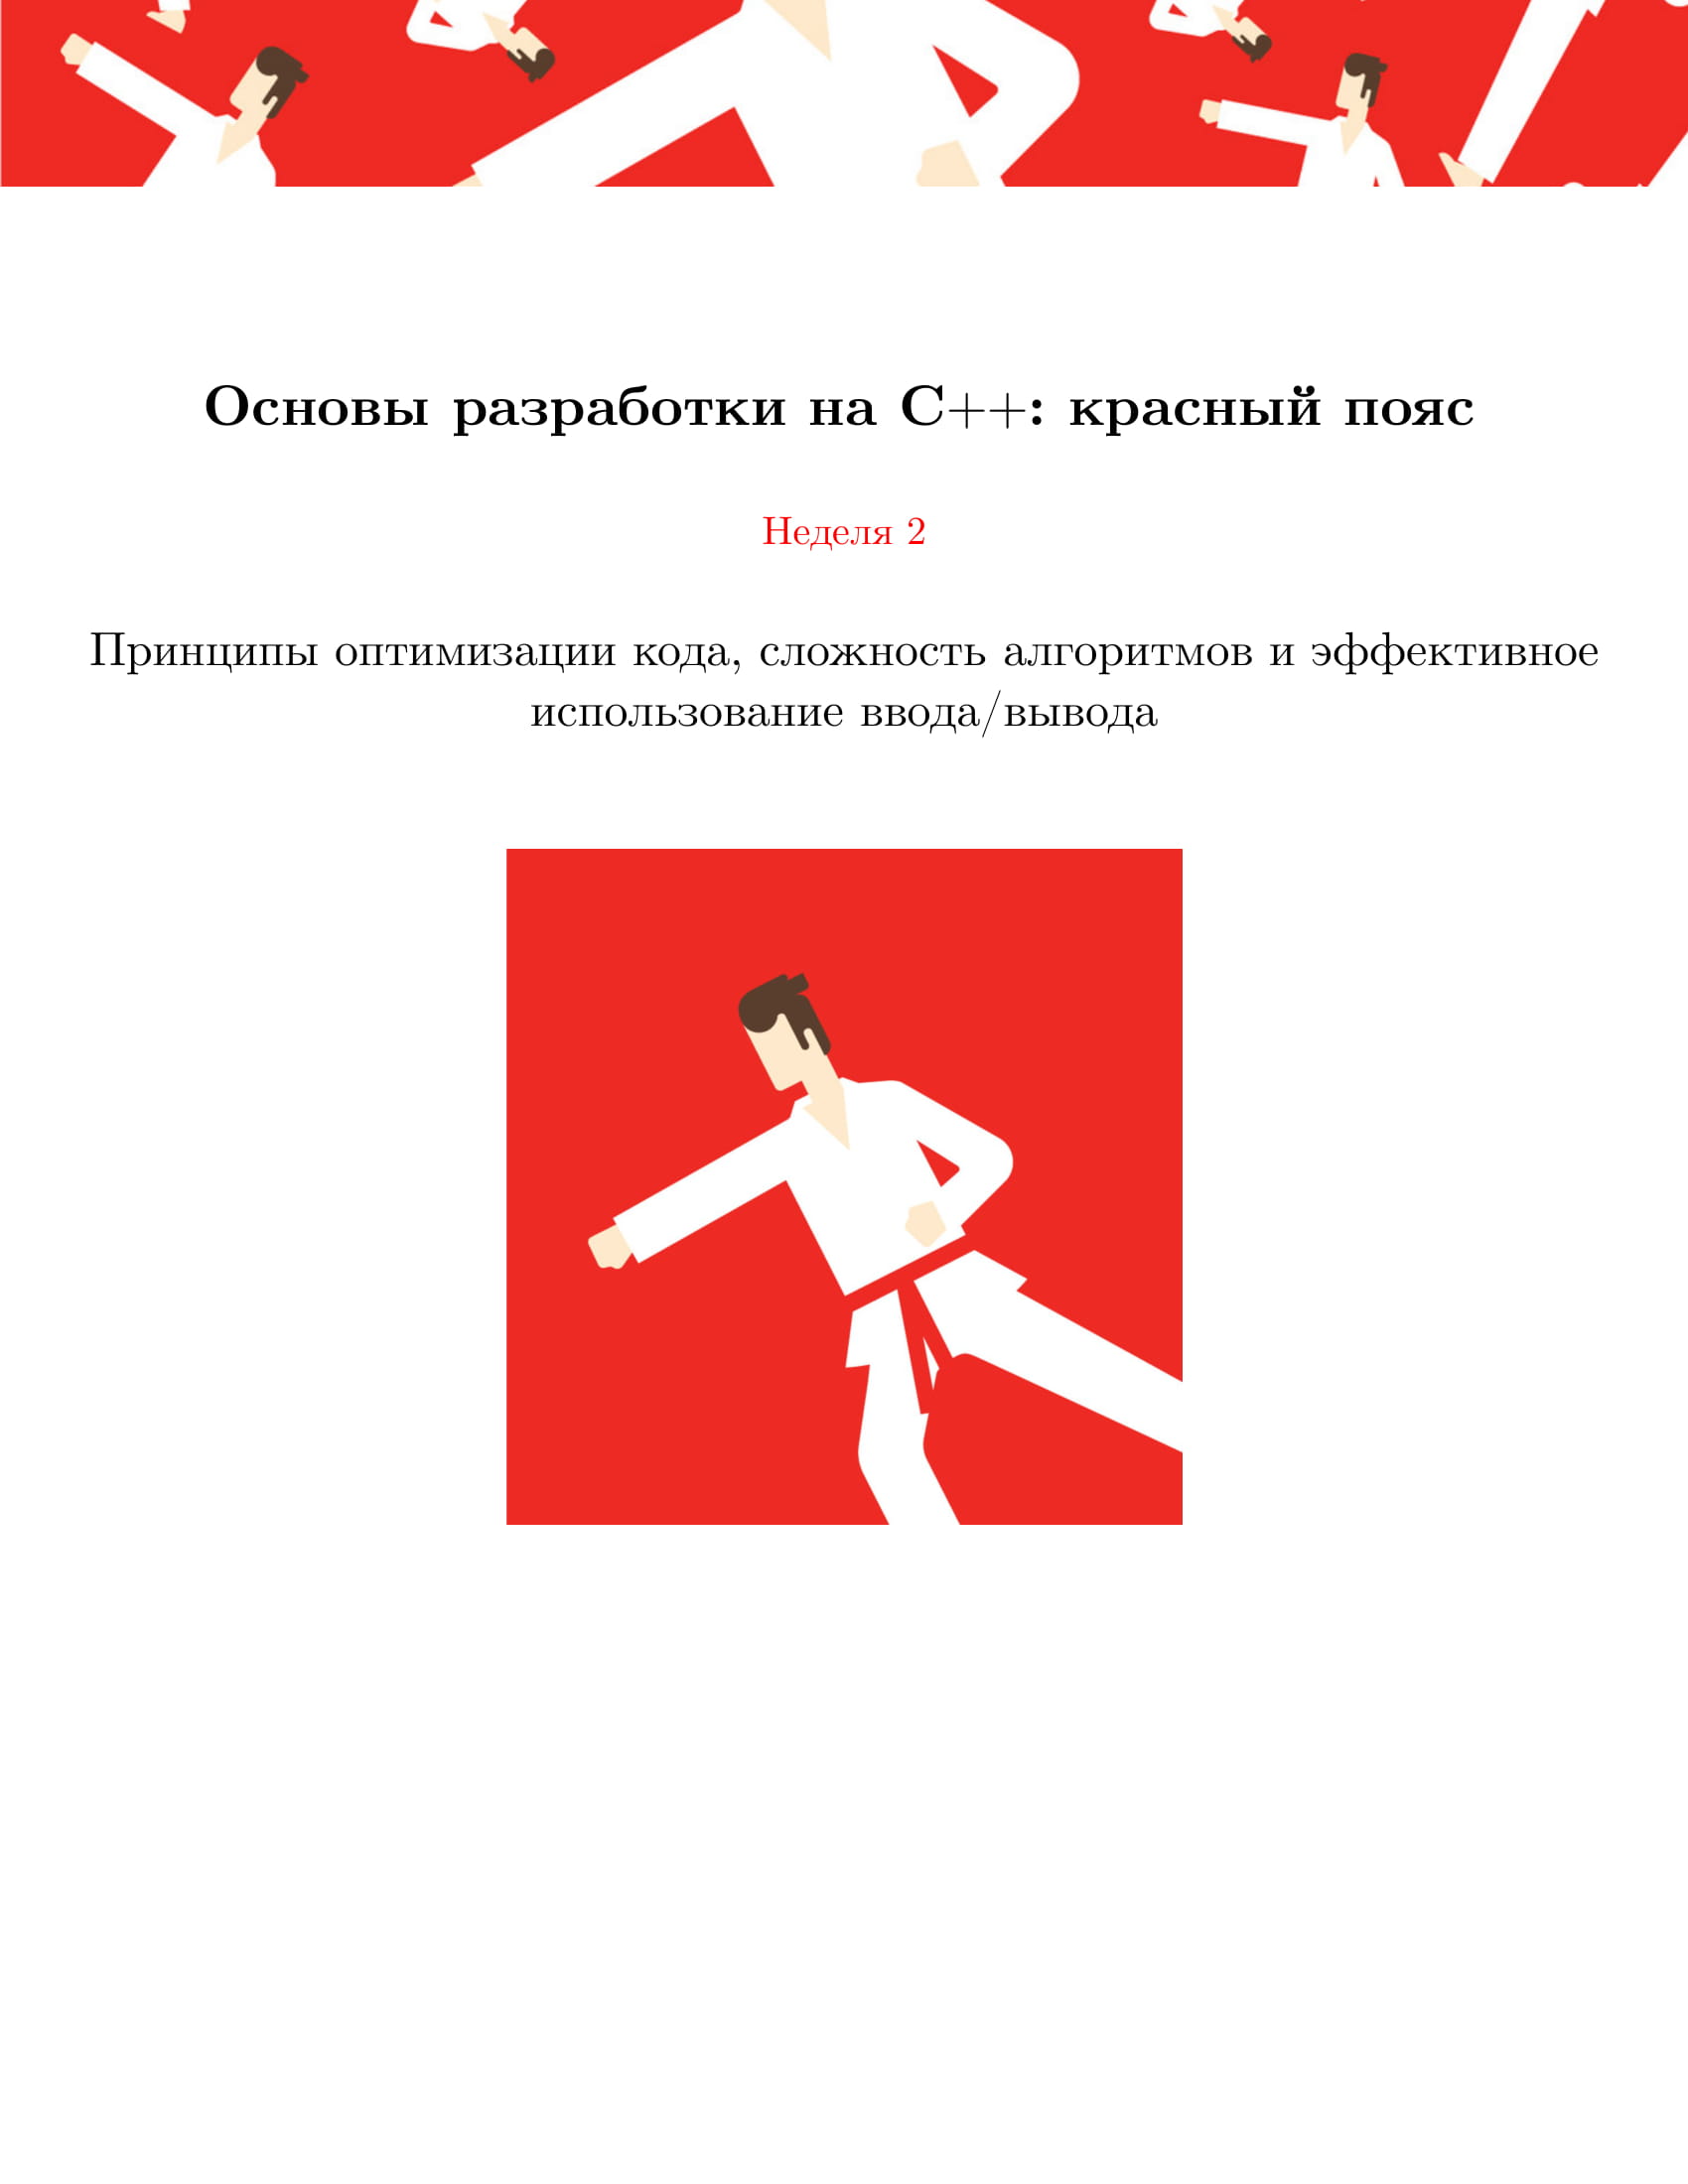 Основы разработки на C++: красный пояс
Неделя 2
Принципы оптимизации кода, сложность алгоритмов и эффективное
использование ввода/вывода